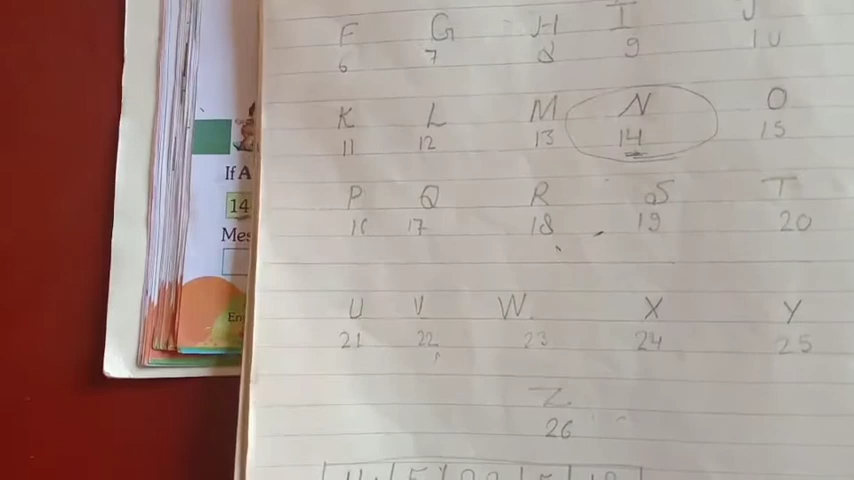 F G H I J
6 7 8 9 10
K L M N O
11 12 13 14 15
P Q R S T
16 17 18 19 20
U V W X Y
21 22 23 24 25
Z
26
If A
14
Mes
En